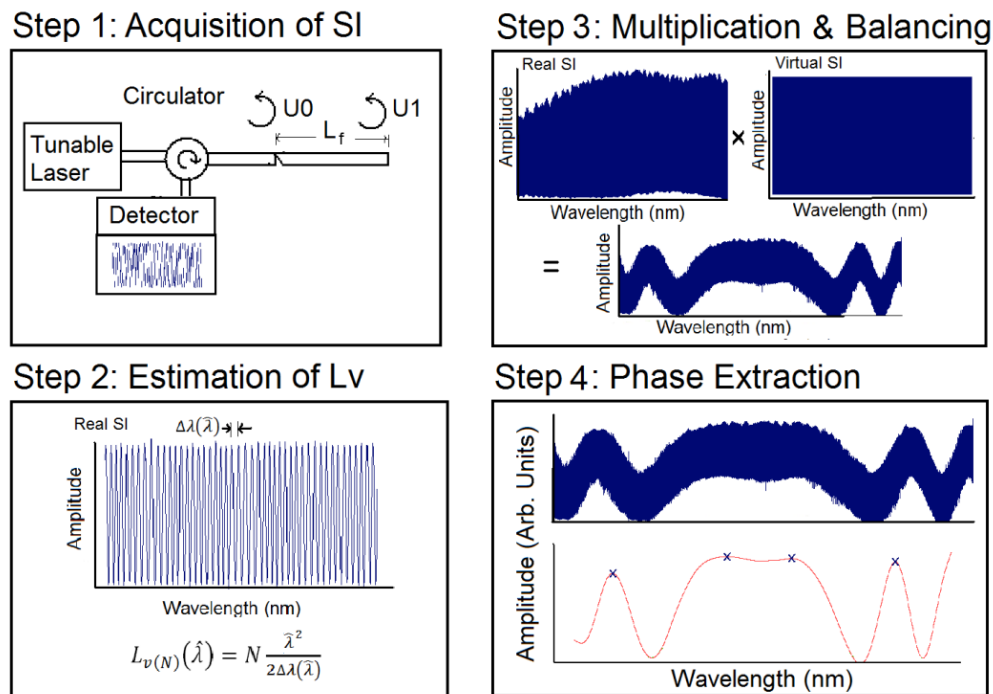 Step 1: Acquisition of SI
Circulator
U0
U1
L_f
Tunable
Laser
Detector
Step 2: Estimation of Lv
Real SI
Δλ(λ̂)
Amplitude
Wavelength (nm)
L_{v(N)}(λ̂) = N λ̂² / 2Δλ(λ̂)
Step 3: Multiplication & Balancing
Real SI
Virtual SI
Amplitude
x
Amplitude
Wavelength (nm)
Wavelength (nm)
=
Amplitude
Wavelength (nm)
Step 4: Phase Extraction
Amplitude (Arb. Units)
Wavelength (nm)